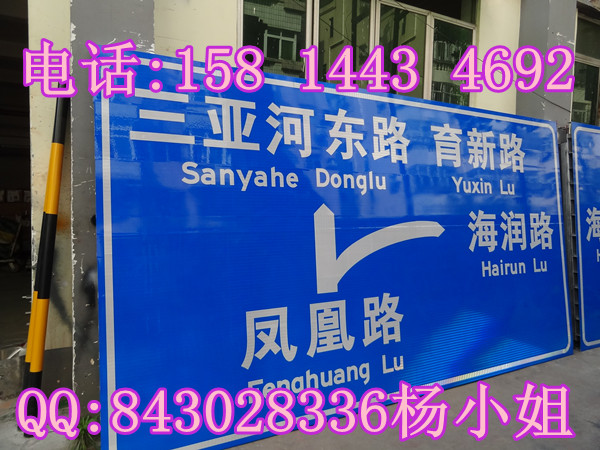 电话:158 1443 4692
三亚河东路 育新路
Sanyahe Donglu Yuxin Lu
海润路
Hairun Lu
凤凰路
Fenghuang Lu
QQ:843028336杨小姐